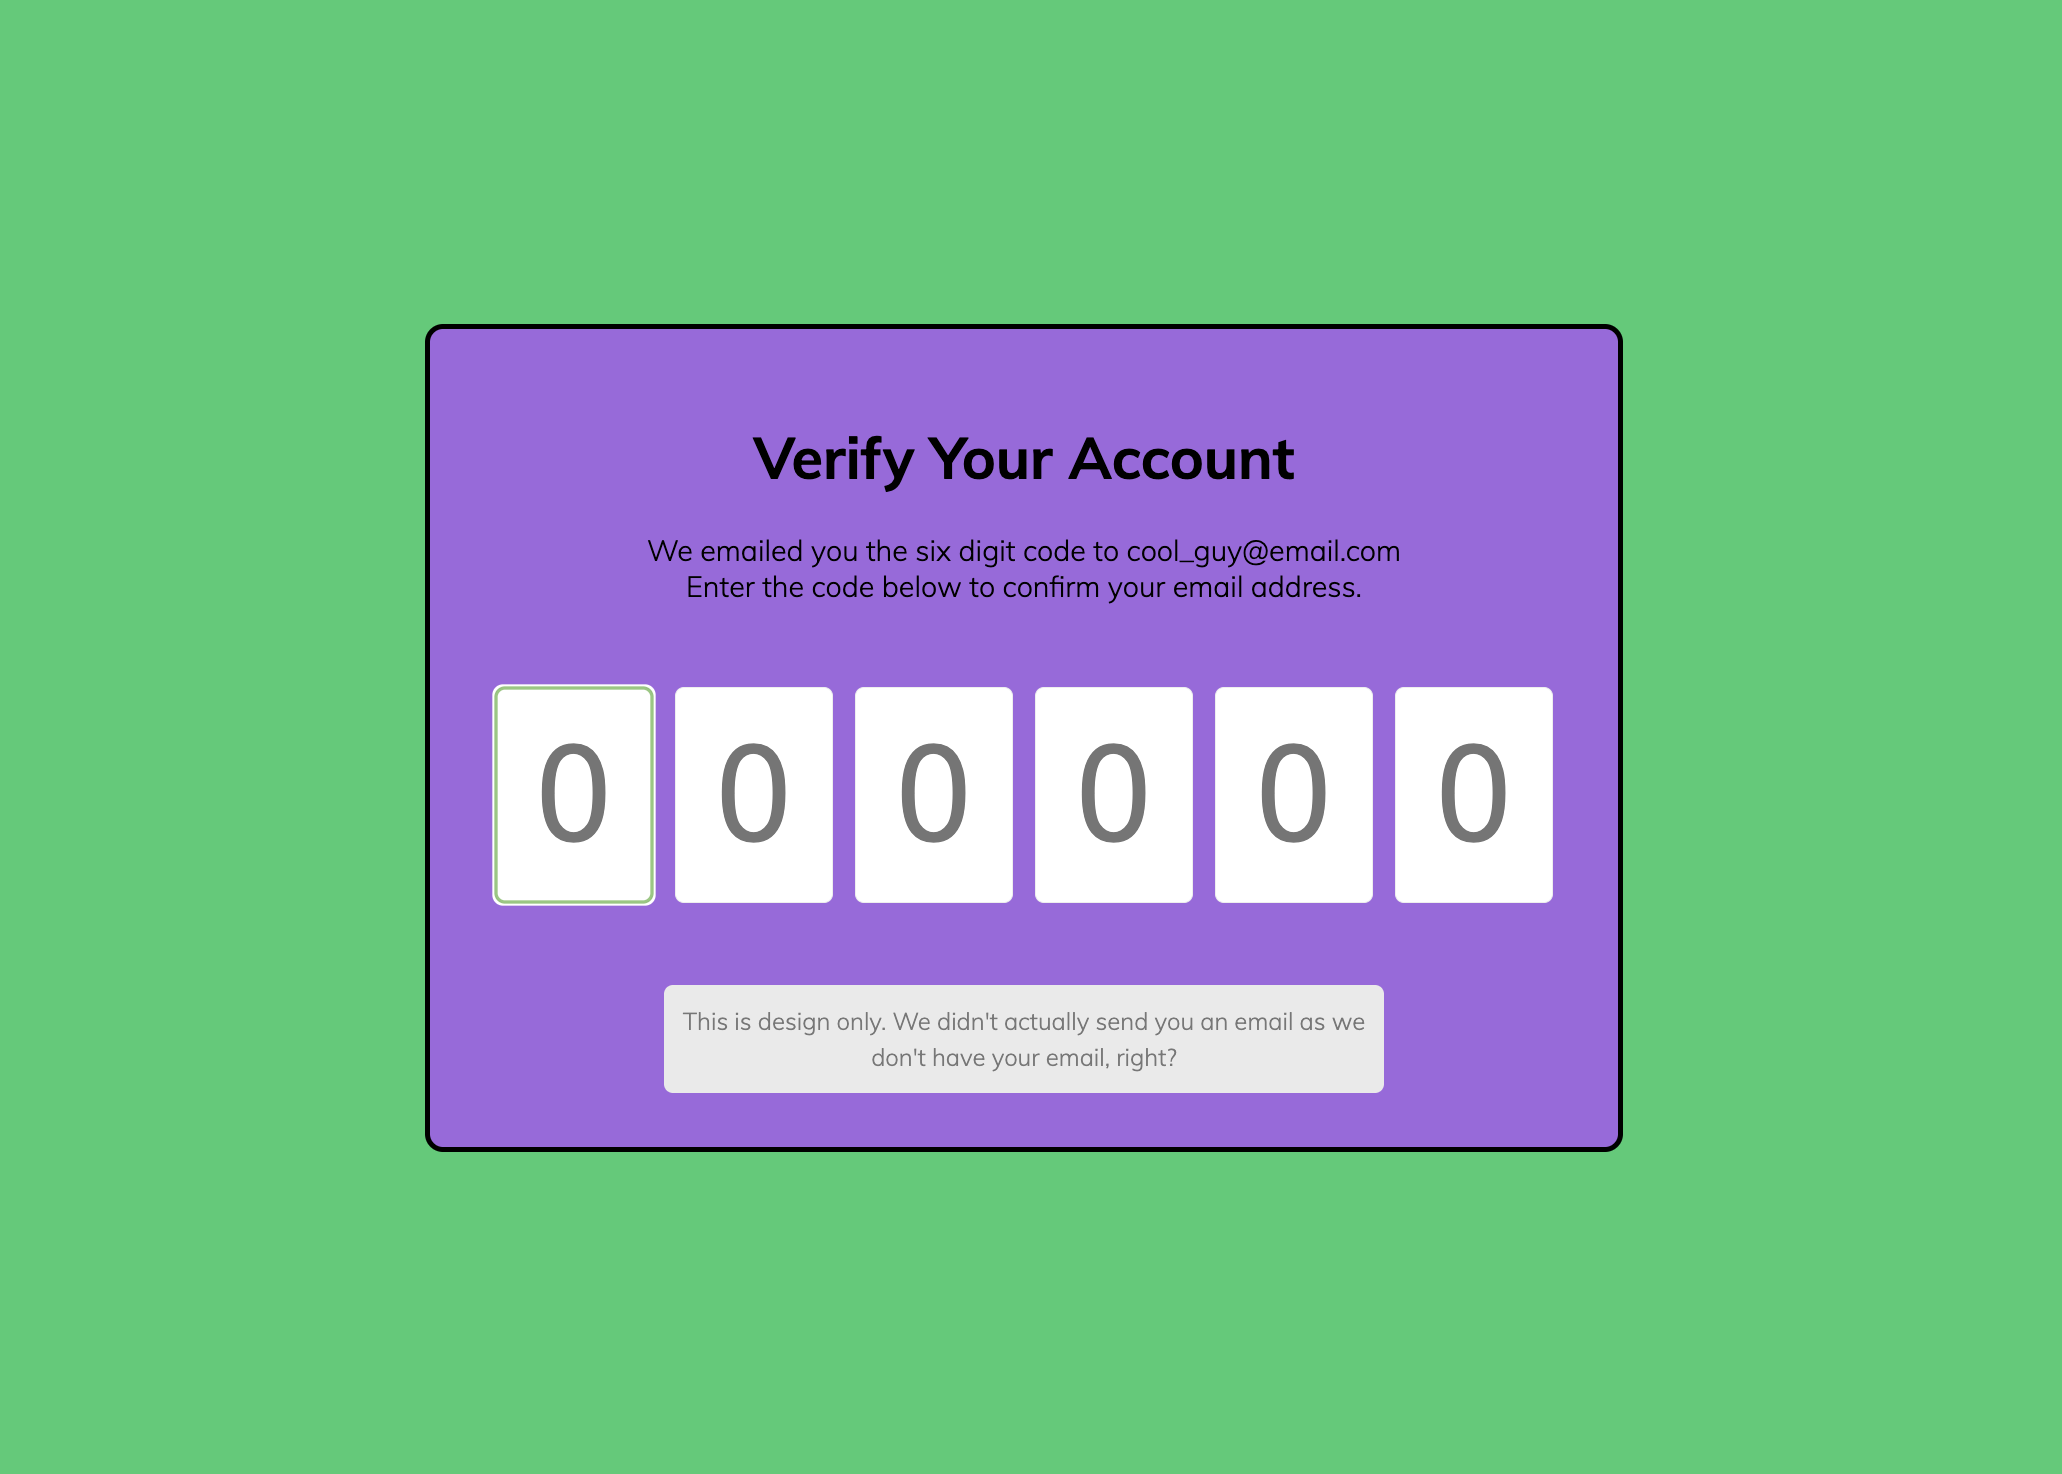 Verify Your Account
We emailed you the six digit code to cool_guy@email.com
Enter the code below to confirm your email address.
0 0 0 0 0 0
This is design only. We didn't actually send you an email as we
don't have your email, right?